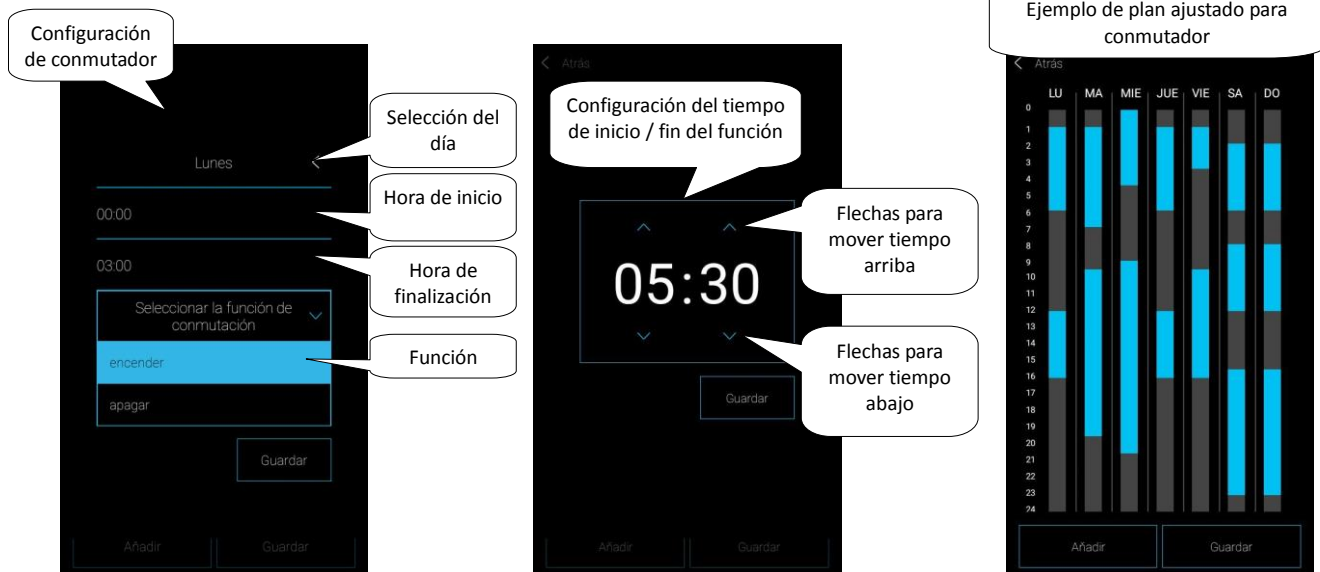 Configuración
de conmutador
Lunes
00:00
03:00
Seleccionar la función de
conmutación
encender
apagar
Guardar
Añadir
Guardar
Selección del
día
Hora de inicio
Hora de
finalización
Función
Atrás
Configuración del tiempo
de inicio / fin del función
05:30
Guardar
Añadir
Guardar
Flechas para
mover tiempo
arriba
Flechas para
mover tiempo
abajo
Ejemplo de plan ajustado para
conmutador
Atrás
LU MA MIE JUE VIE SA DO
0
1
2
3
4
5
6
7
8
9
10
11
12
13
14
15
16
17
18
19
20
21
22
23
24
Añadir
Guardar